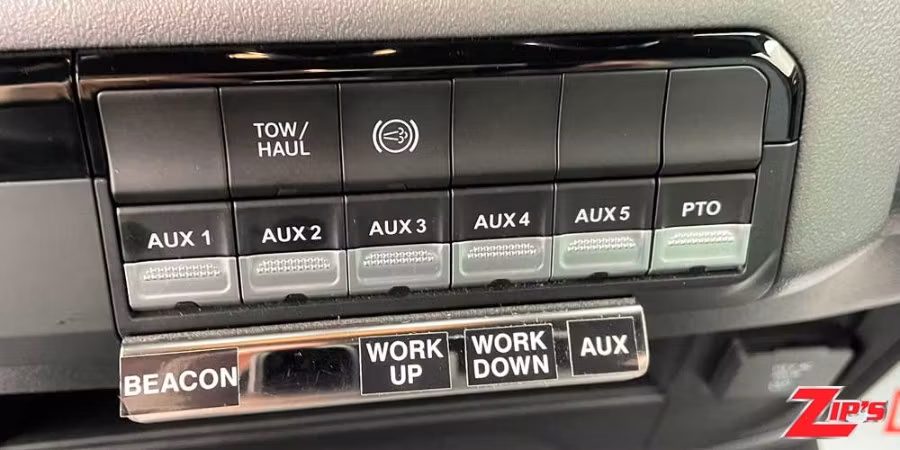 TOW/
HAUL
AUX 1 AUX 2 AUX 3 AUX 4 AUX 5 PTO
BEACON
WORK
UP
WORK
DOWN
AUX
ZIP'S